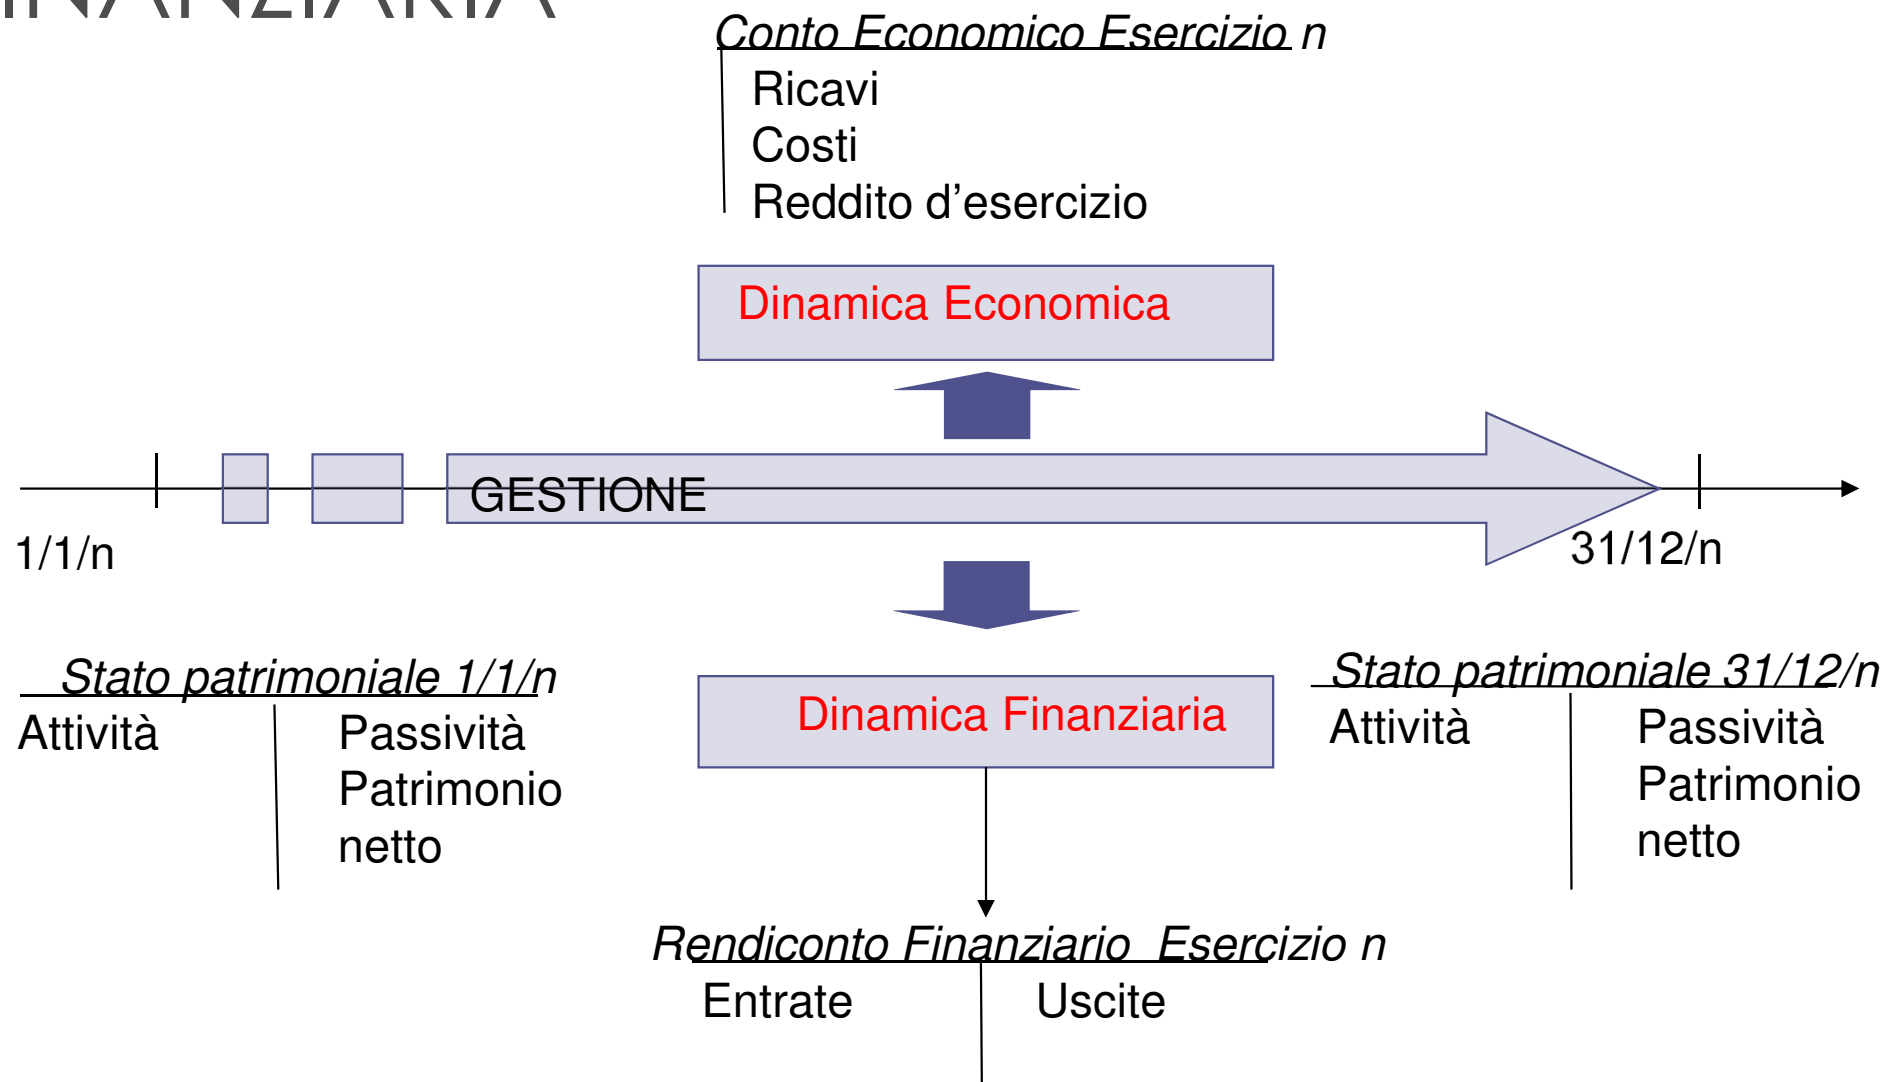 INANZIARIA
Conto Economico Esercizio n
Ricavi
Costi
Reddito d'esercizio
Dinamica Economica
GESTIONE
1/1/n
31/12/n
Stato patrimoniale 1/1/n
Attività
Passività
Patrimonio
netto
Dinamica Finanziaria
Stato patrimoniale 31/12/n
Attività
Passività
Patrimonio
netto
Rendiconto Finanziario Esercizio n
Entrate
Uscite